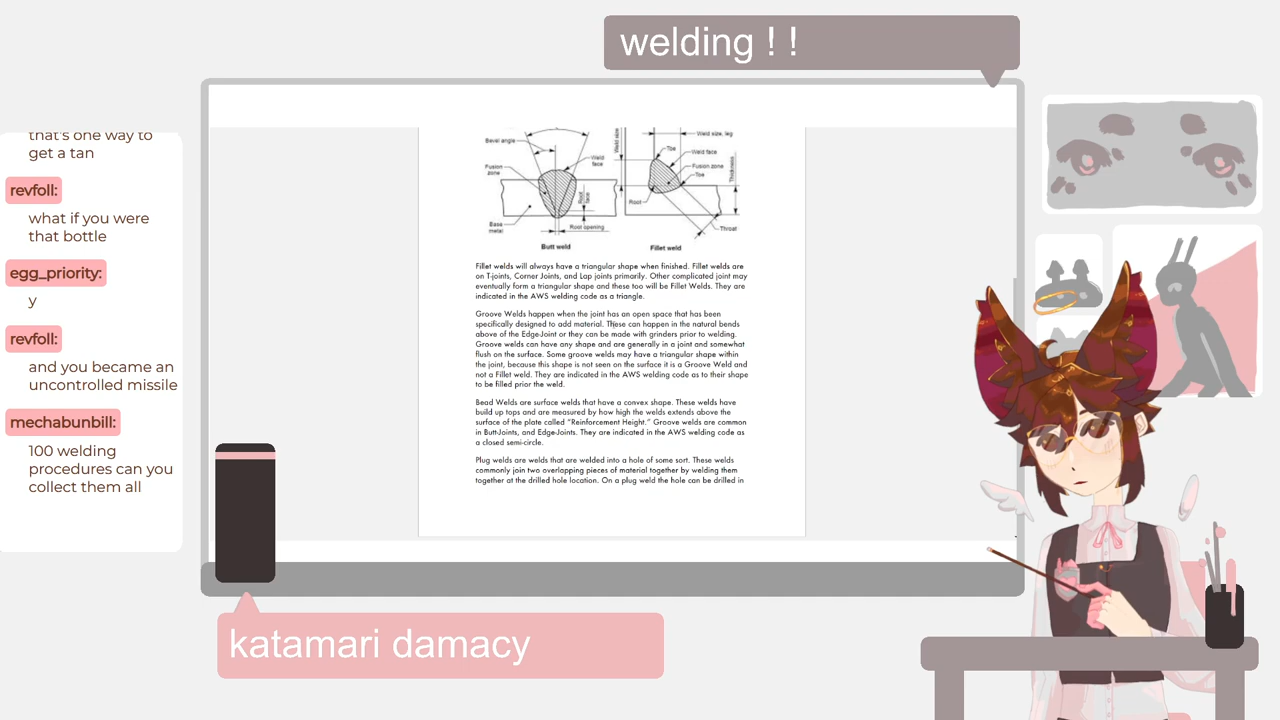 welding ! !
that's one way to
get a tan
revfoll:
what if you were
that bottle
egg_priority:
y
revfoll:
and you became an
uncontrolled missile
mechabunbill:
100 welding
procedures can you
collect them all
Bevel angle
Fusion
zone
Weld
face
Root
face
Base
metal
Root opening
Butt weld
Weld size
Weld size, leg
Toe
Weld face
Fusion zone
Toe
Thickness
Root
Throat
Fillet weld
Fillet welds will always have a triangular shape when finished. Fillet welds are
on T-joints, Corner Joints, and Lap joints primarily. Other complicated joint may
eventually form a triangular shape and these too will be Fillet Welds. They are
indicated in the AWS welding code as a triangle.
Groove Welds happen when the joint has an open space that has been
specifically designed to add material. These can happen in the natural bends
above of the Edge-Joint or they can be made with grinders prior to welding.
Groove welds can have any shape and are generally in a joint and somewhat
flush on the surface. Some groove welds may have a triangular shape within
the joint, because this shape is not seen on the surface it is a Groove Weld and
not a Fillet weld. They are indicated in the AWS welding code as to their shape
to be filled prior the weld.
Bead Welds are surface welds that have a convex shape. These welds have
build up tops and are measured by how high the welds extends above the
surface of the plate called "Reinforcement Height." Groove welds are common
in Butt-Joints, and Edge-Joints. They are indicated in the AWS welding code as
a closed semi-circle.
Plug welds are welds that are welded into a hole of some sort. These welds
commonly join two overlapping pieces of material together by welding them
together at the drilled hole location. On a plug weld the hole can be drilled in
katamari damacy